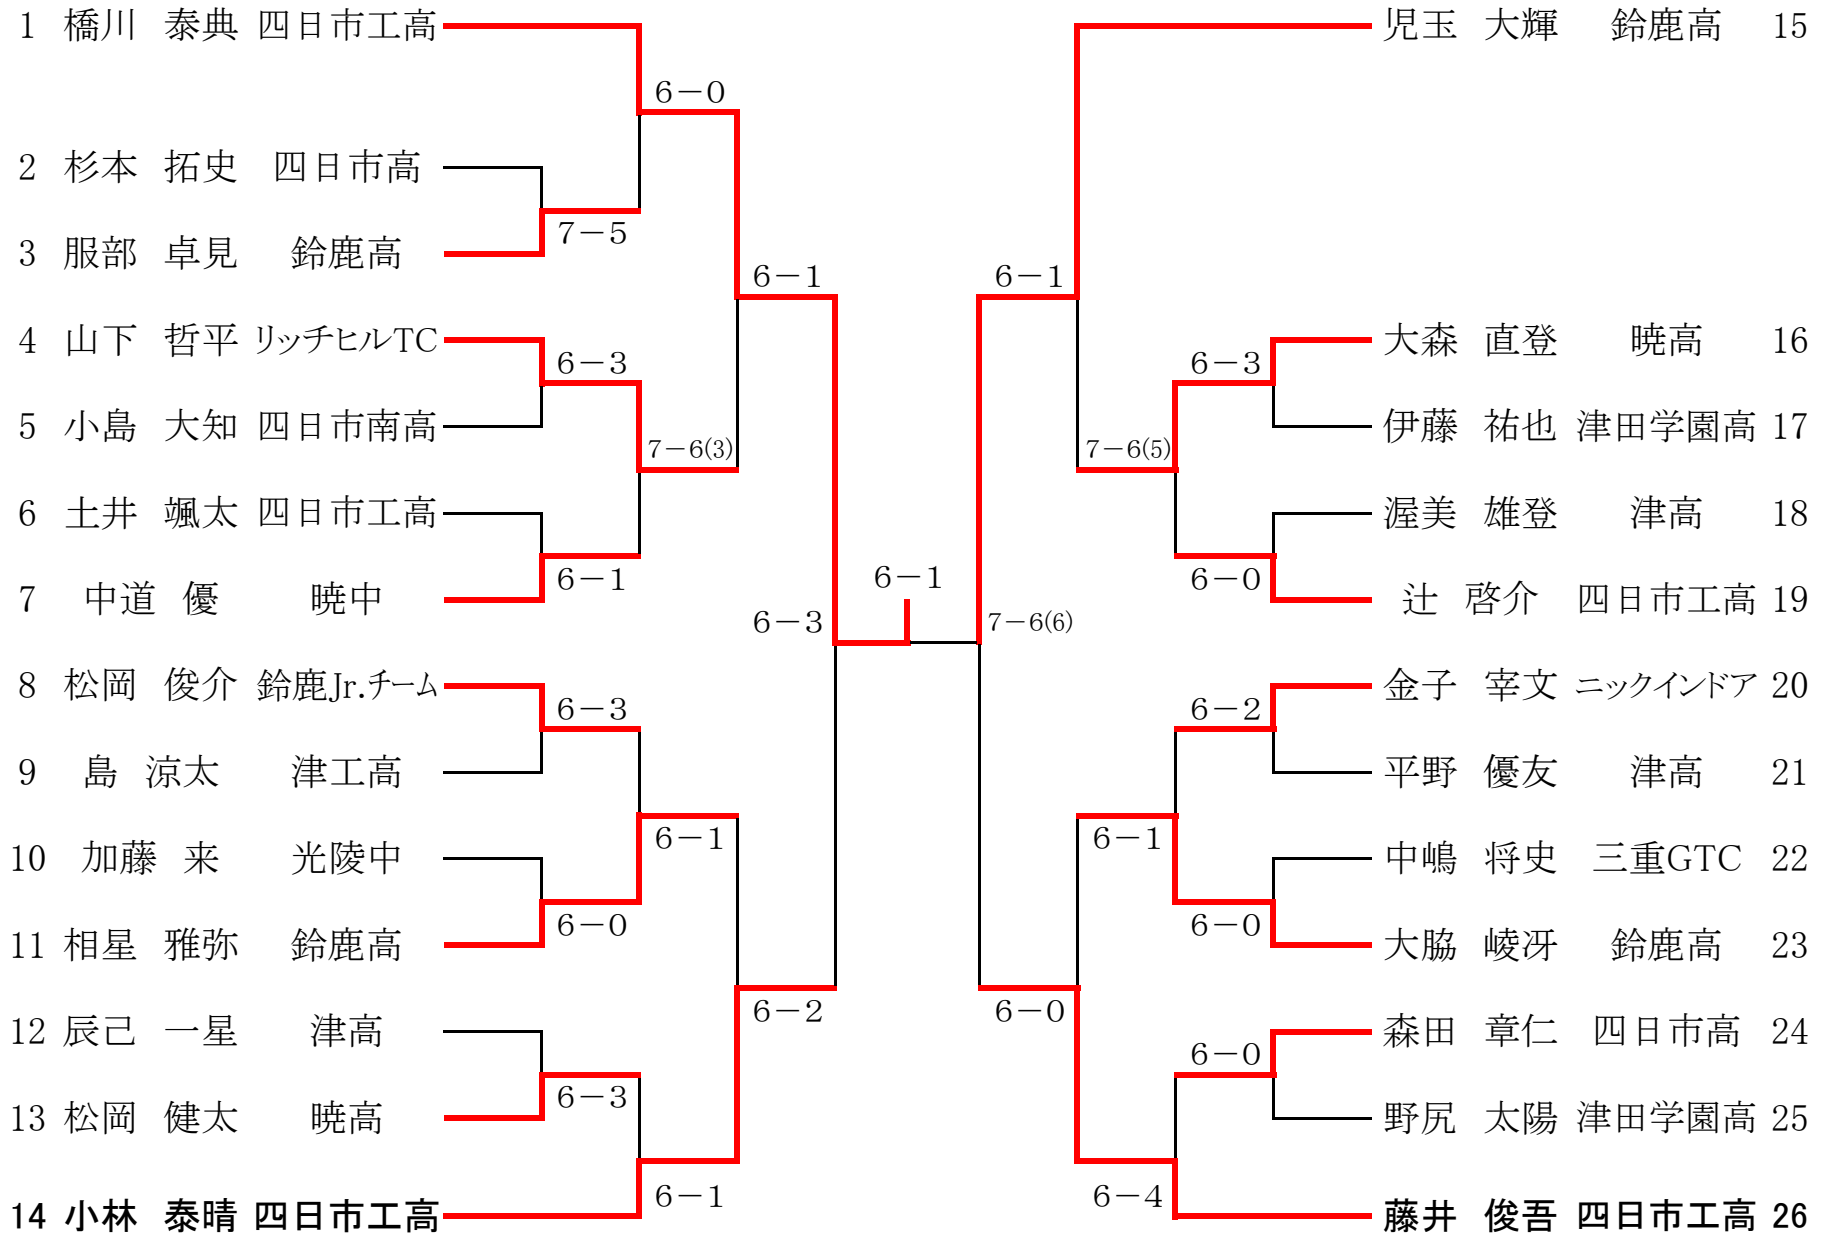 1 橋川 泰典 四日市工高
児玉 大輝 鈴鹿高 15
6－0
2 杉本 拓史 四日市高
7－5
3 服部 卓見 鈴鹿高
6－1
6－1
4 山下 哲平 リッチヒルTC
大森 直登 暁高 16
6－3
6－3
5 小島 大知 四日市南高
伊藤 祐也 津田学園高 17
7－6(3)
7－6(5)
6 土井 颯太 四日市工高
渥美 雄登 津高 18
6－1
6－1
6－0
7 中道 優 暁中
辻 啓介 四日市工高 19
6－3
7－6(6)
8 松岡 俊介 鈴鹿Jr.チーム
金子 宰文 ニックインドア 20
6－3
6－2
9 島 涼太 津工高
平野 優友 津高 21
6－1
6－1
10 加藤 来 光陵中
中嶋 将史 三重GTC 22
6－0
6－0
11 相星 雅弥 鈴鹿高
大脇 崚冴 鈴鹿高 23
6－2
6－0
12 辰己 一星 津高
森田 章仁 四日市高 24
6－0
6－3
13 松岡 健太 暁高
野尻 太陽 津田学園高 25
6－1
6－4
14 小林 泰晴 四日市工高
藤井 俊吾 四日市工高 26